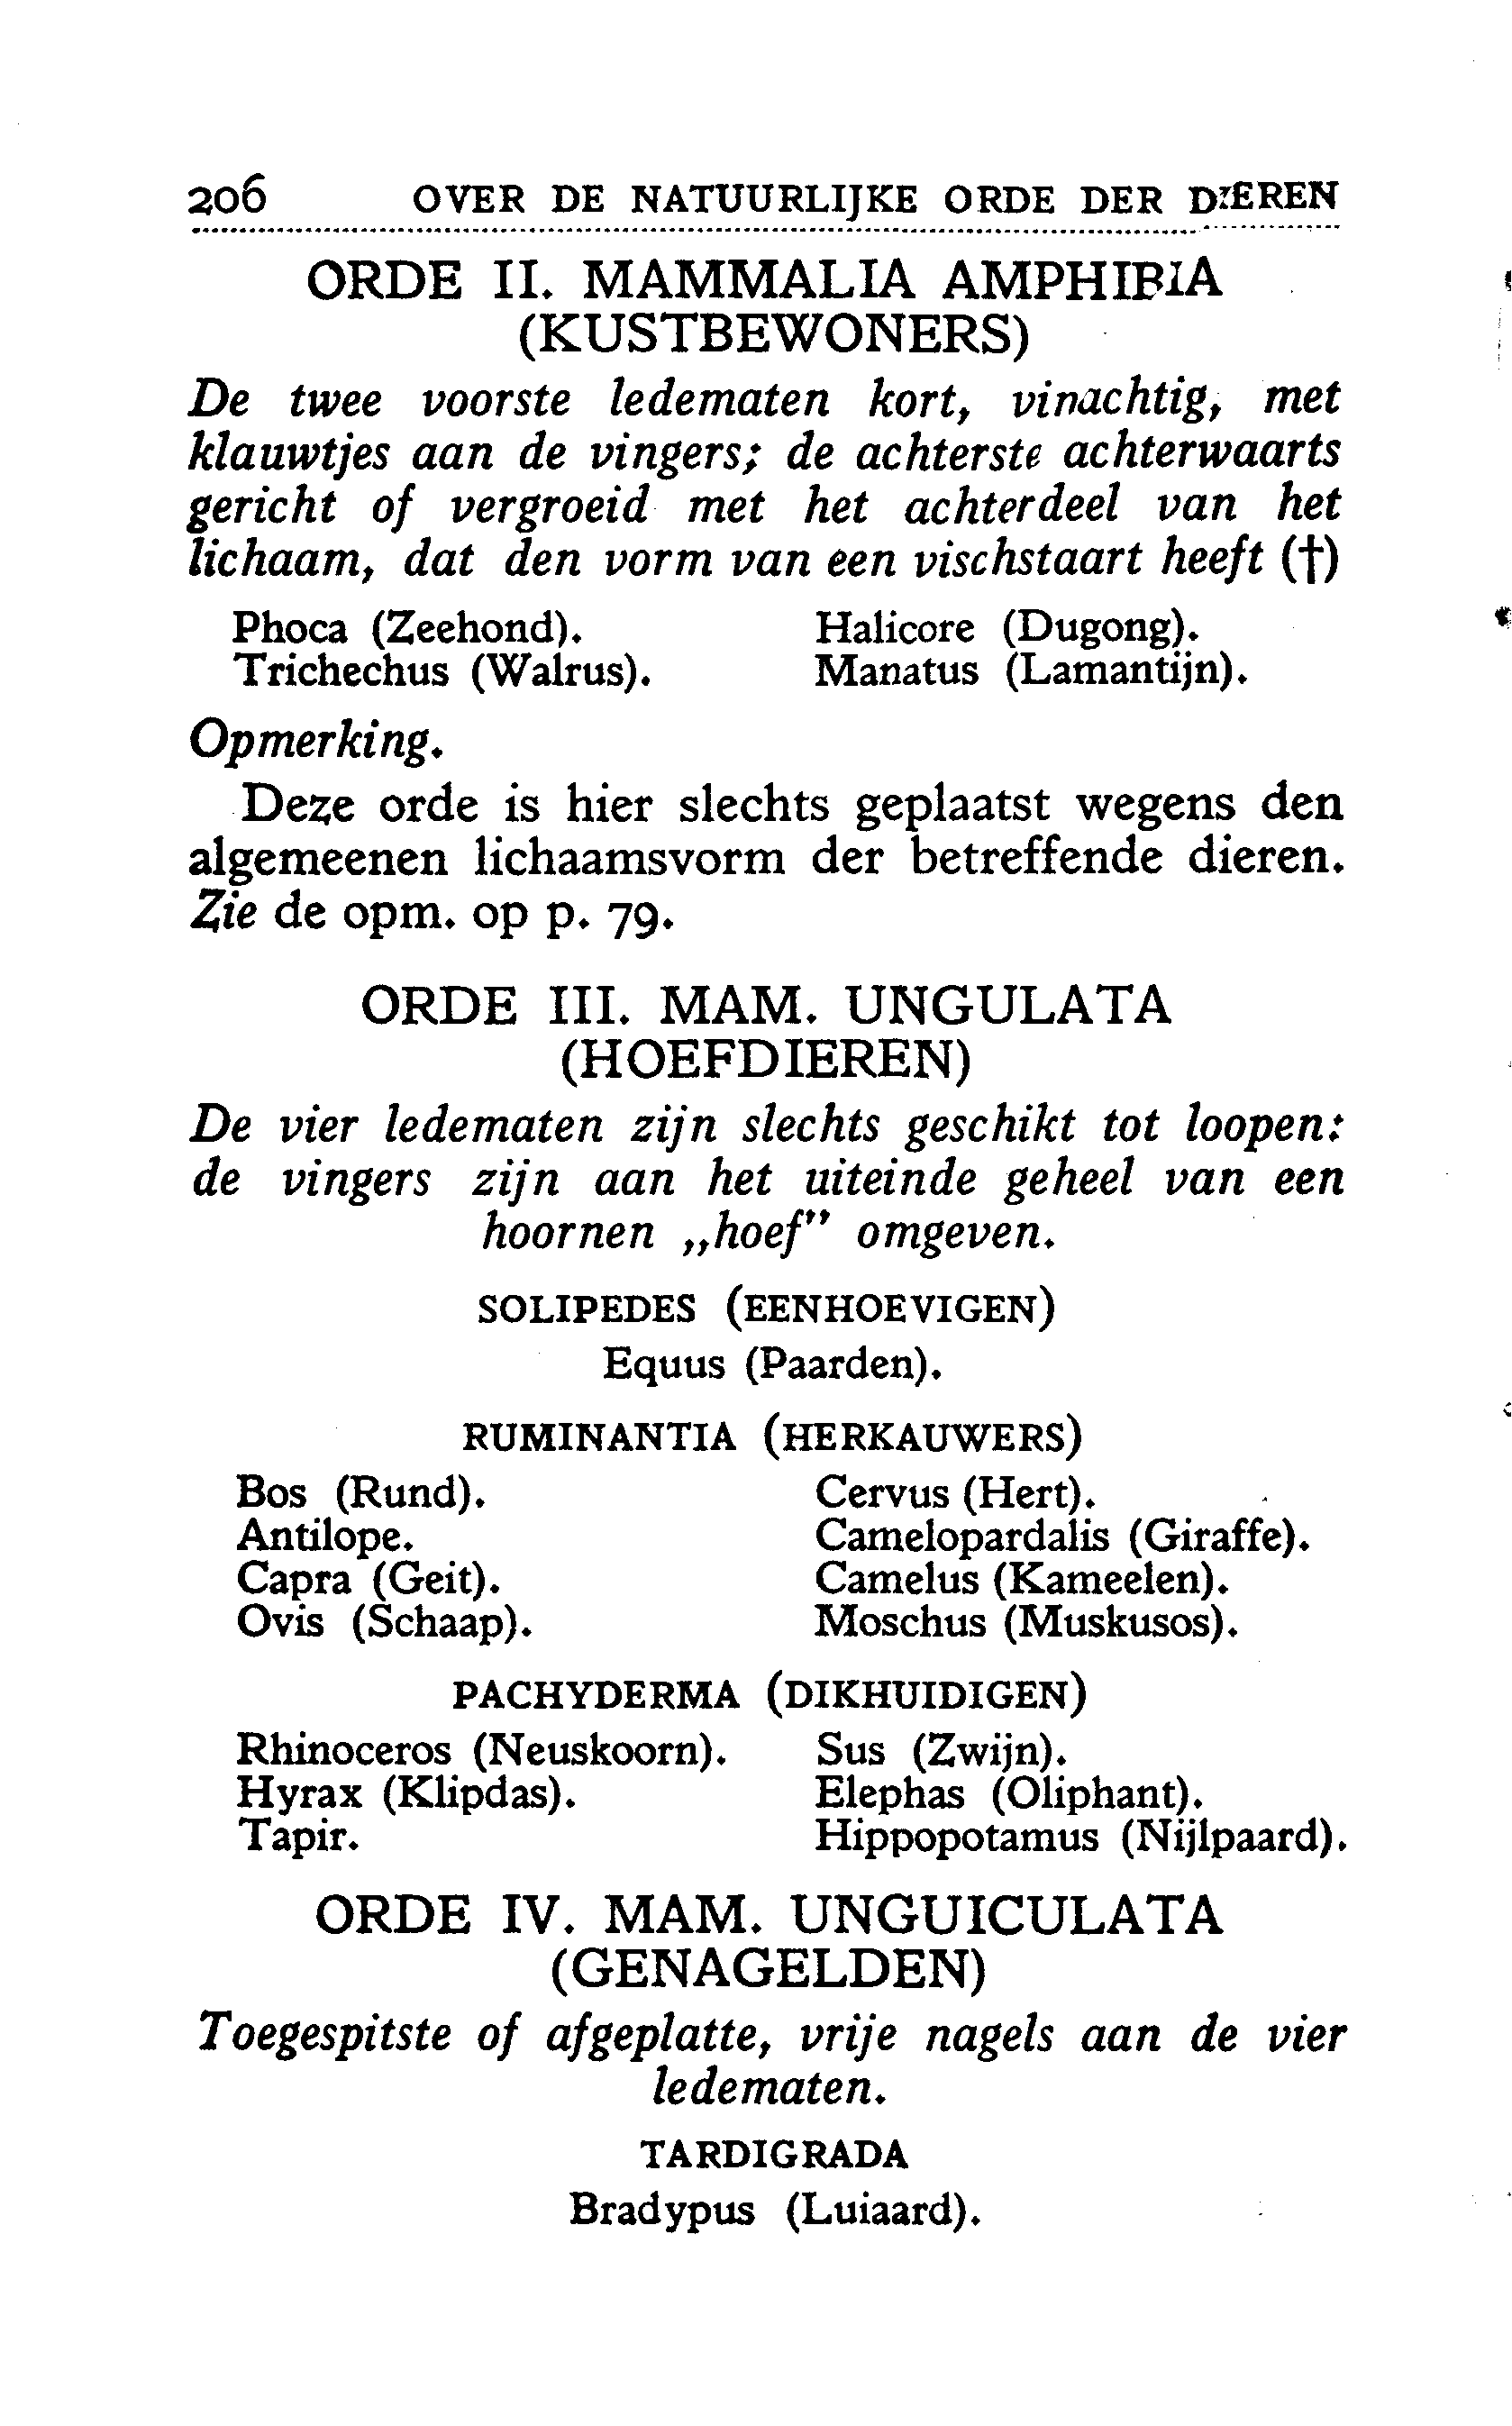 206 OVER DE NATUURLIJKE ORDE DER DIEREN
ORDE II. MAMMALIA AMPHIBIA
(KUSTBEWONERS)
De twee voorste ledematen kort, vinachtig, met
klauwtjes aan de vingers; de achterste achterwaarts
gericht of vergroeid met het achterdeel van het
lichaam, dat den vorm van een vischstaart heeft (†)
Phoca (Zeehond). Halicore (Dugong).
Trichechus (Walrus). Manatus (Lamantijn).
Opmerking.
Deze orde is hier slechts geplaatst wegens den
algemeenen lichaamsvorm der betreffende dieren.
Zie de opm. op p. 79.
ORDE III. MAM. UNGULATA
(HOEFDIEREN)
De vier ledematen zijn slechts geschikt tot loopen:
de vingers zijn aan het uiteinde geheel van een
hoornen „hoef” omgeven.
SOLIPEDES (EENHOEVIGEN)
Equus (Paarden).
RUMINANTIA (HERKAUWERS)
Bos (Rund). Cervus (Hert).
Antilope. Camelopardalis (Giraffe).
Capra (Geit). Camelus (Kameelen).
Ovis (Schaap). Moschus (Muskusos).
PACHYDERMA (DIKHUIDIGEN)
Rhinoceros (Neuskoorn). Sus (Zwijn).
Hyrax (Klipdas). Elephas (Oliphant).
Tapir. Hippopotamus (Nijlpaard).
ORDE IV. MAM. UNGUICULATA
(GENAGELDEN)
Toegespitste of afgeplatte, vrije nagels aan de vier
ledematen.
TARDIGRADA
Bradypus (Luiaard).